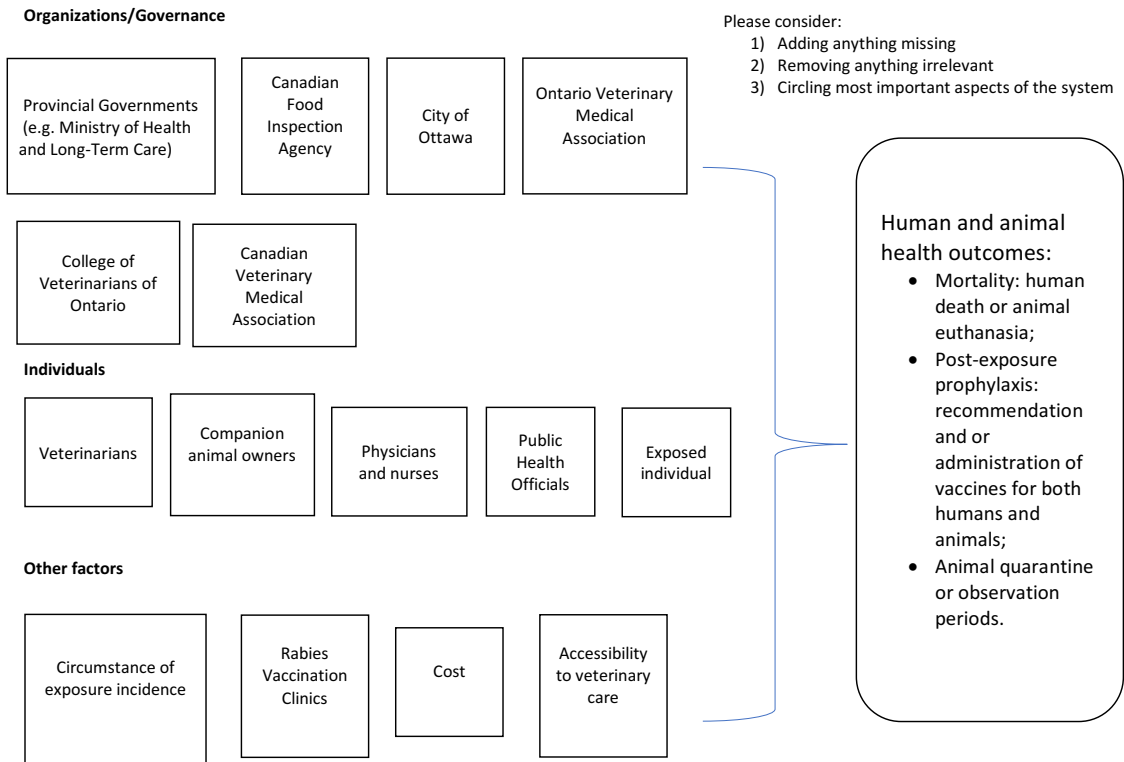 Organizations/Governance
Please consider:
1) Adding anything missing
2) Removing anything irrelevant
3) Circling most important aspects of the system
Provincial Governments
(e.g. Ministry of Health
and Long-Term Care)
Canadian
Food
Inspection
Agency
City of
Ottawa
Ontario Veterinary
Medical
Association
College of
Veterinarians of
Ontario
Canadian
Veterinary
Medical
Association
Individuals
Veterinarians
Companion
animal owners
Physicians
and nurses
Public
Health
Officials
Exposed
individual
Other factors
Circumstance of
exposure incidence
Rabies
Vaccination
Clinics
Cost
Accessibility
to veterinary
care
Human and animal
health outcomes:
• Mortality: human
death or animal
euthanasia;
• Post-exposure
prophylaxis:
recommendation
and or
administration of
vaccines for both
humans and
animals;
• Animal quarantine
or observation
periods.